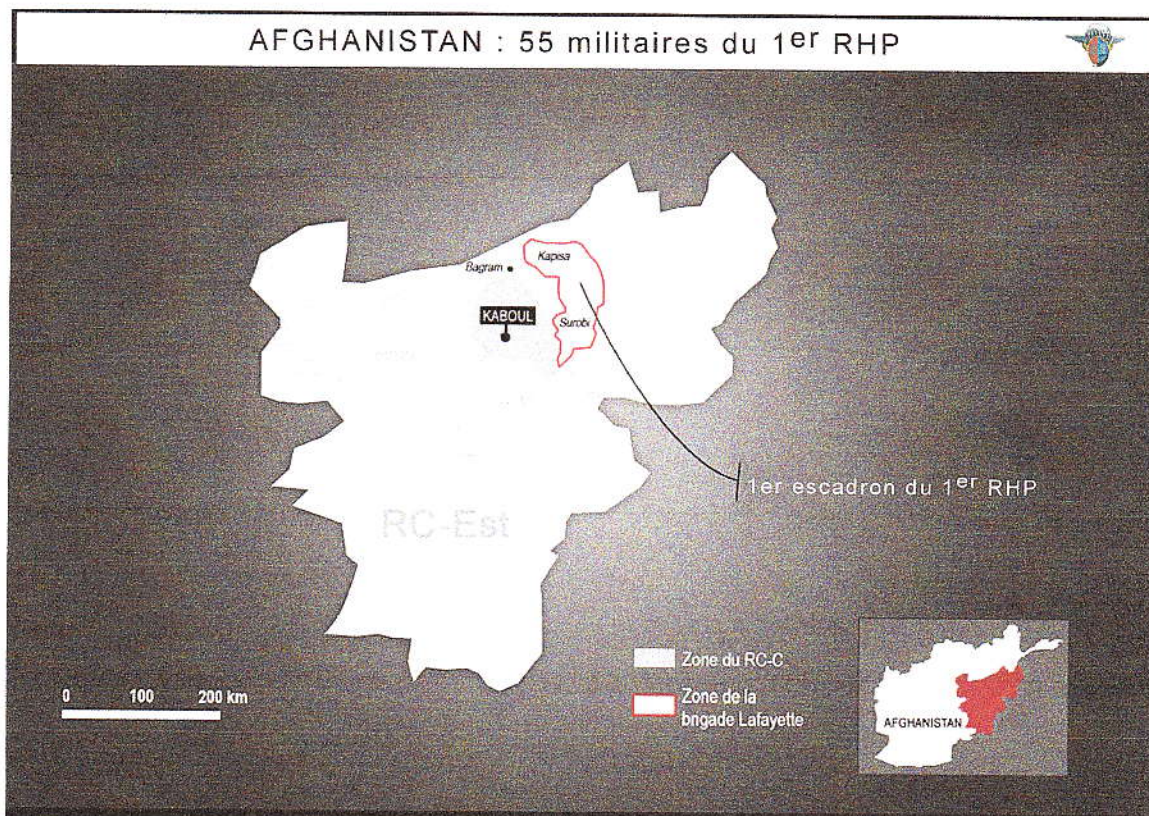 AFGHANISTAN : 55 militaires du 1er RHP
Bagram
Kapisa
KABOUL
Surobi
1er escadron du 1er RHP
RC-Est
Zone du RC-C
Zone de la
brigade Lafayette
0 100 200 km
AFGHANISTAN